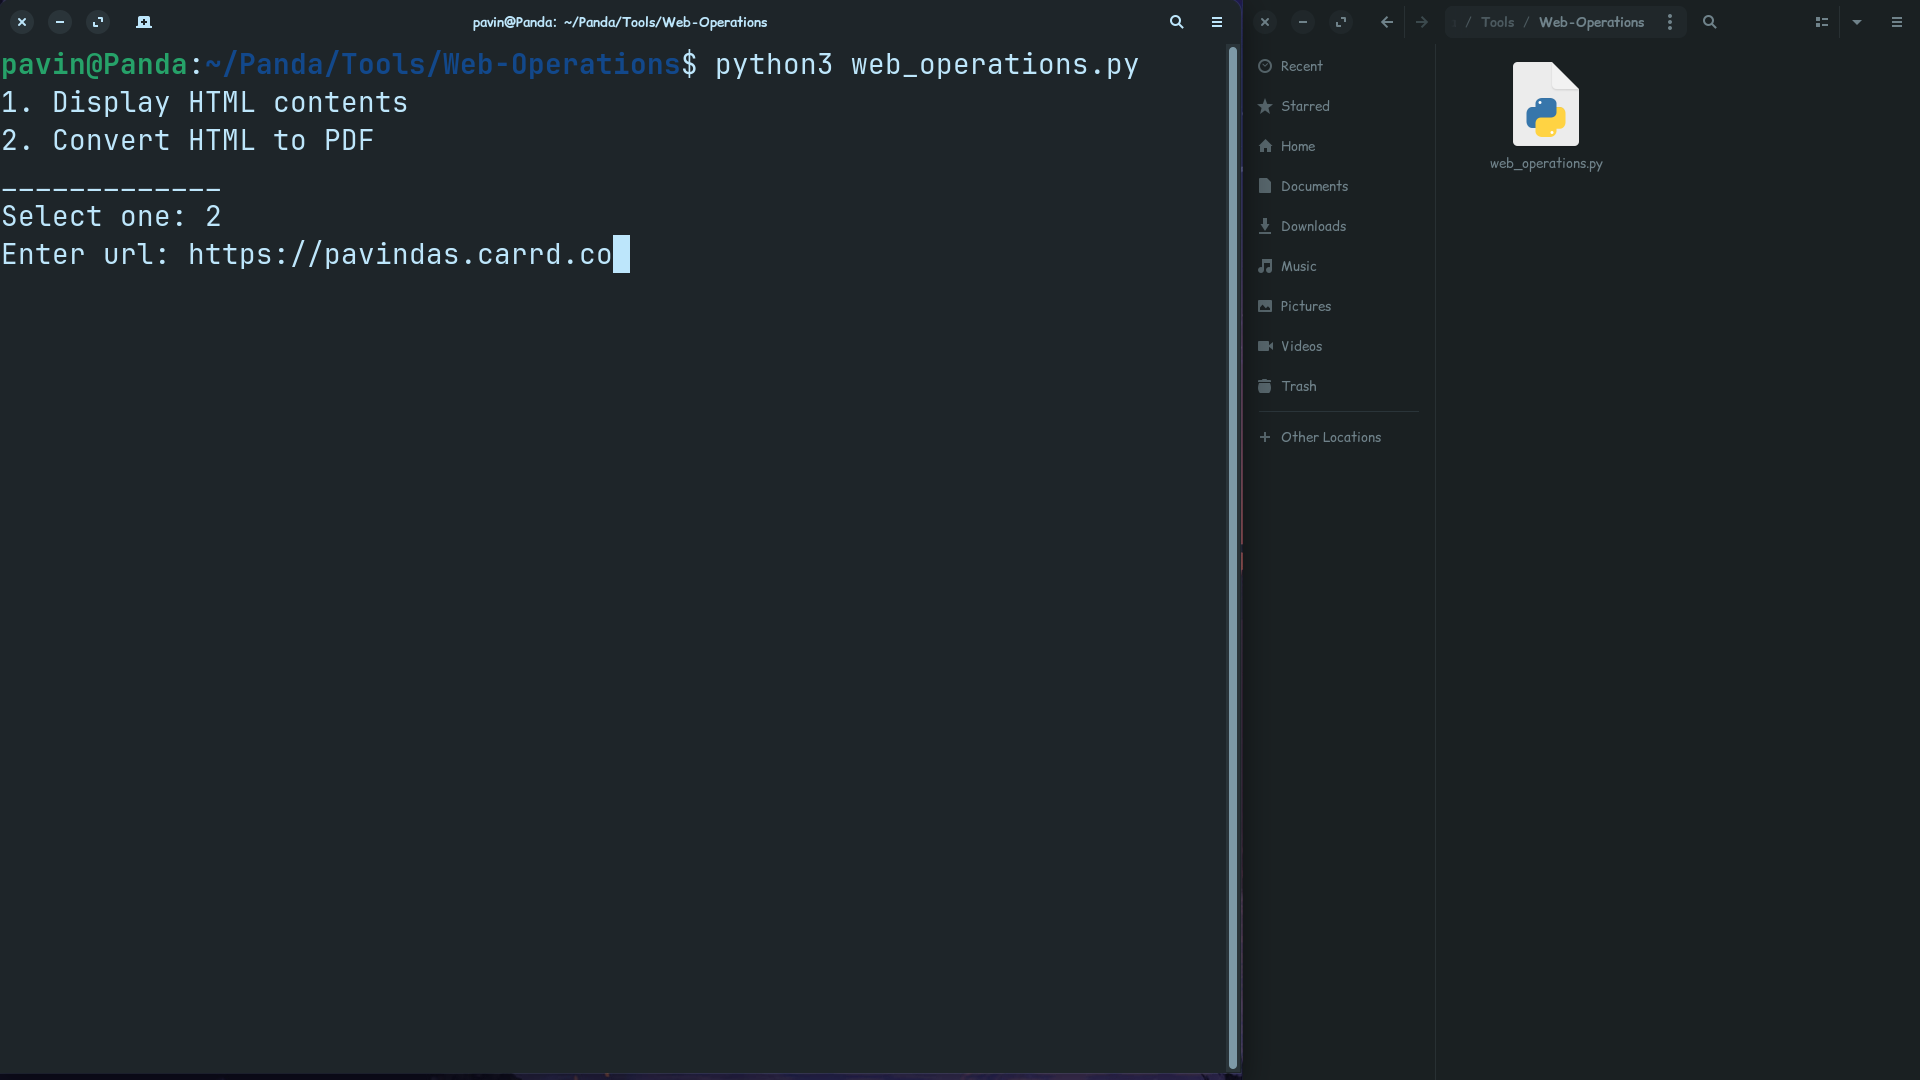 pavin@Panda: ~/Panda/Tools/Web-Operations
pavin@Panda:~/Panda/Tools/Web-Operations$ python3 web_operations.py
1. Display HTML contents
2. Convert HTML to PDF
_____________
Select one: 2
Enter url: https://pavindas.carrd.co
/ Tools / Web-Operations
Recent
Starred
Home
Documents
Downloads
Music
Pictures
Videos
Trash
+ Other Locations
web_operations.py